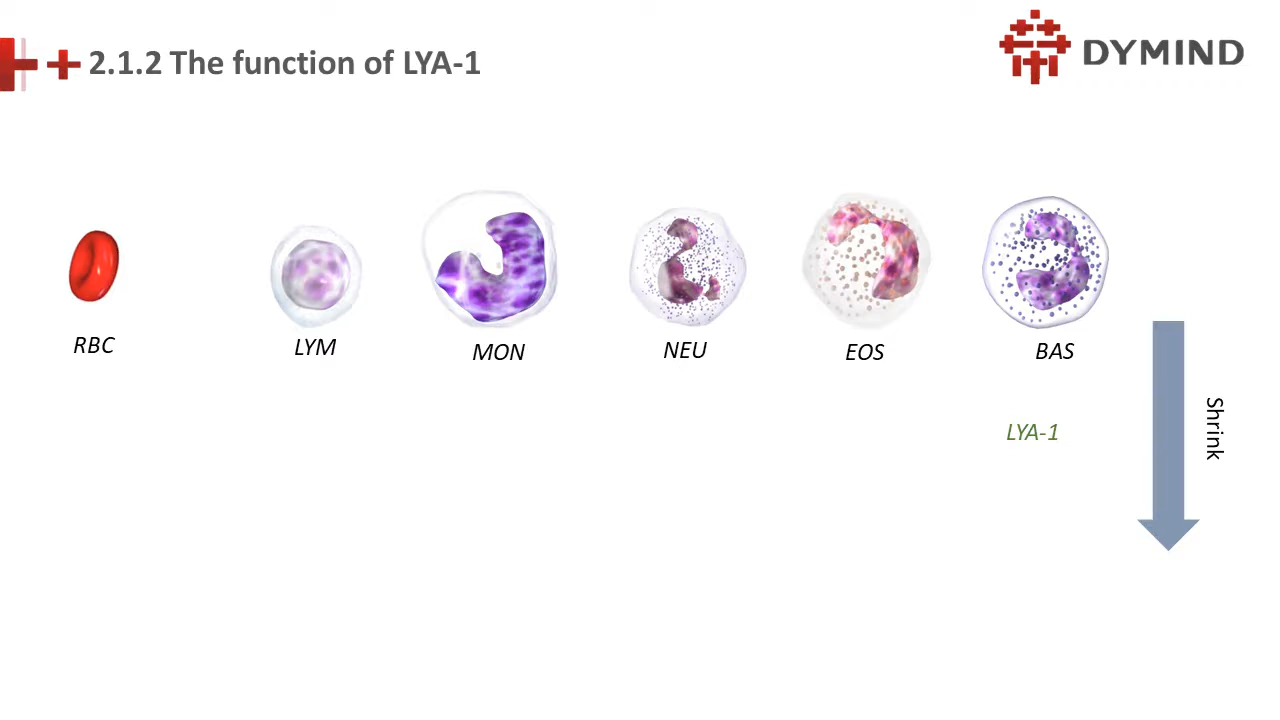 2.1.2 The function of LYA-1
DYMIND
RBC
LYM
MON
NEU
EOS
BAS
LYA-1
Shrink